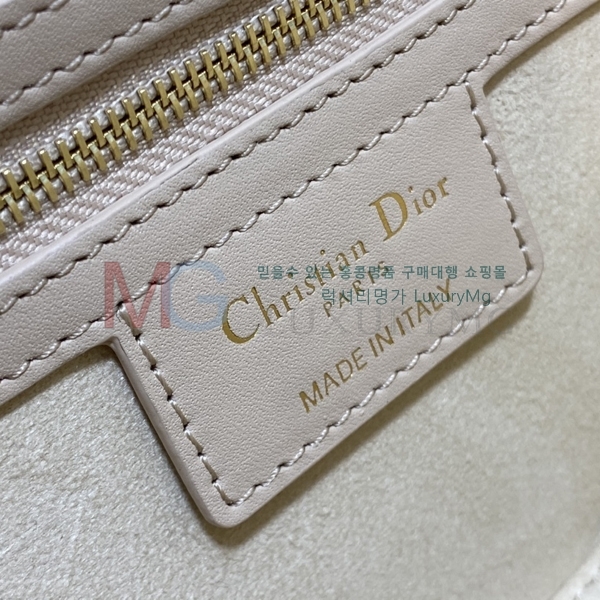 Christian Dior
PARIS
MADE IN ITALY
MG LUXURYM
믿을수 있는 홍콩명품 구매대행 쇼핑몰
럭셔리명가 LuxuryMg